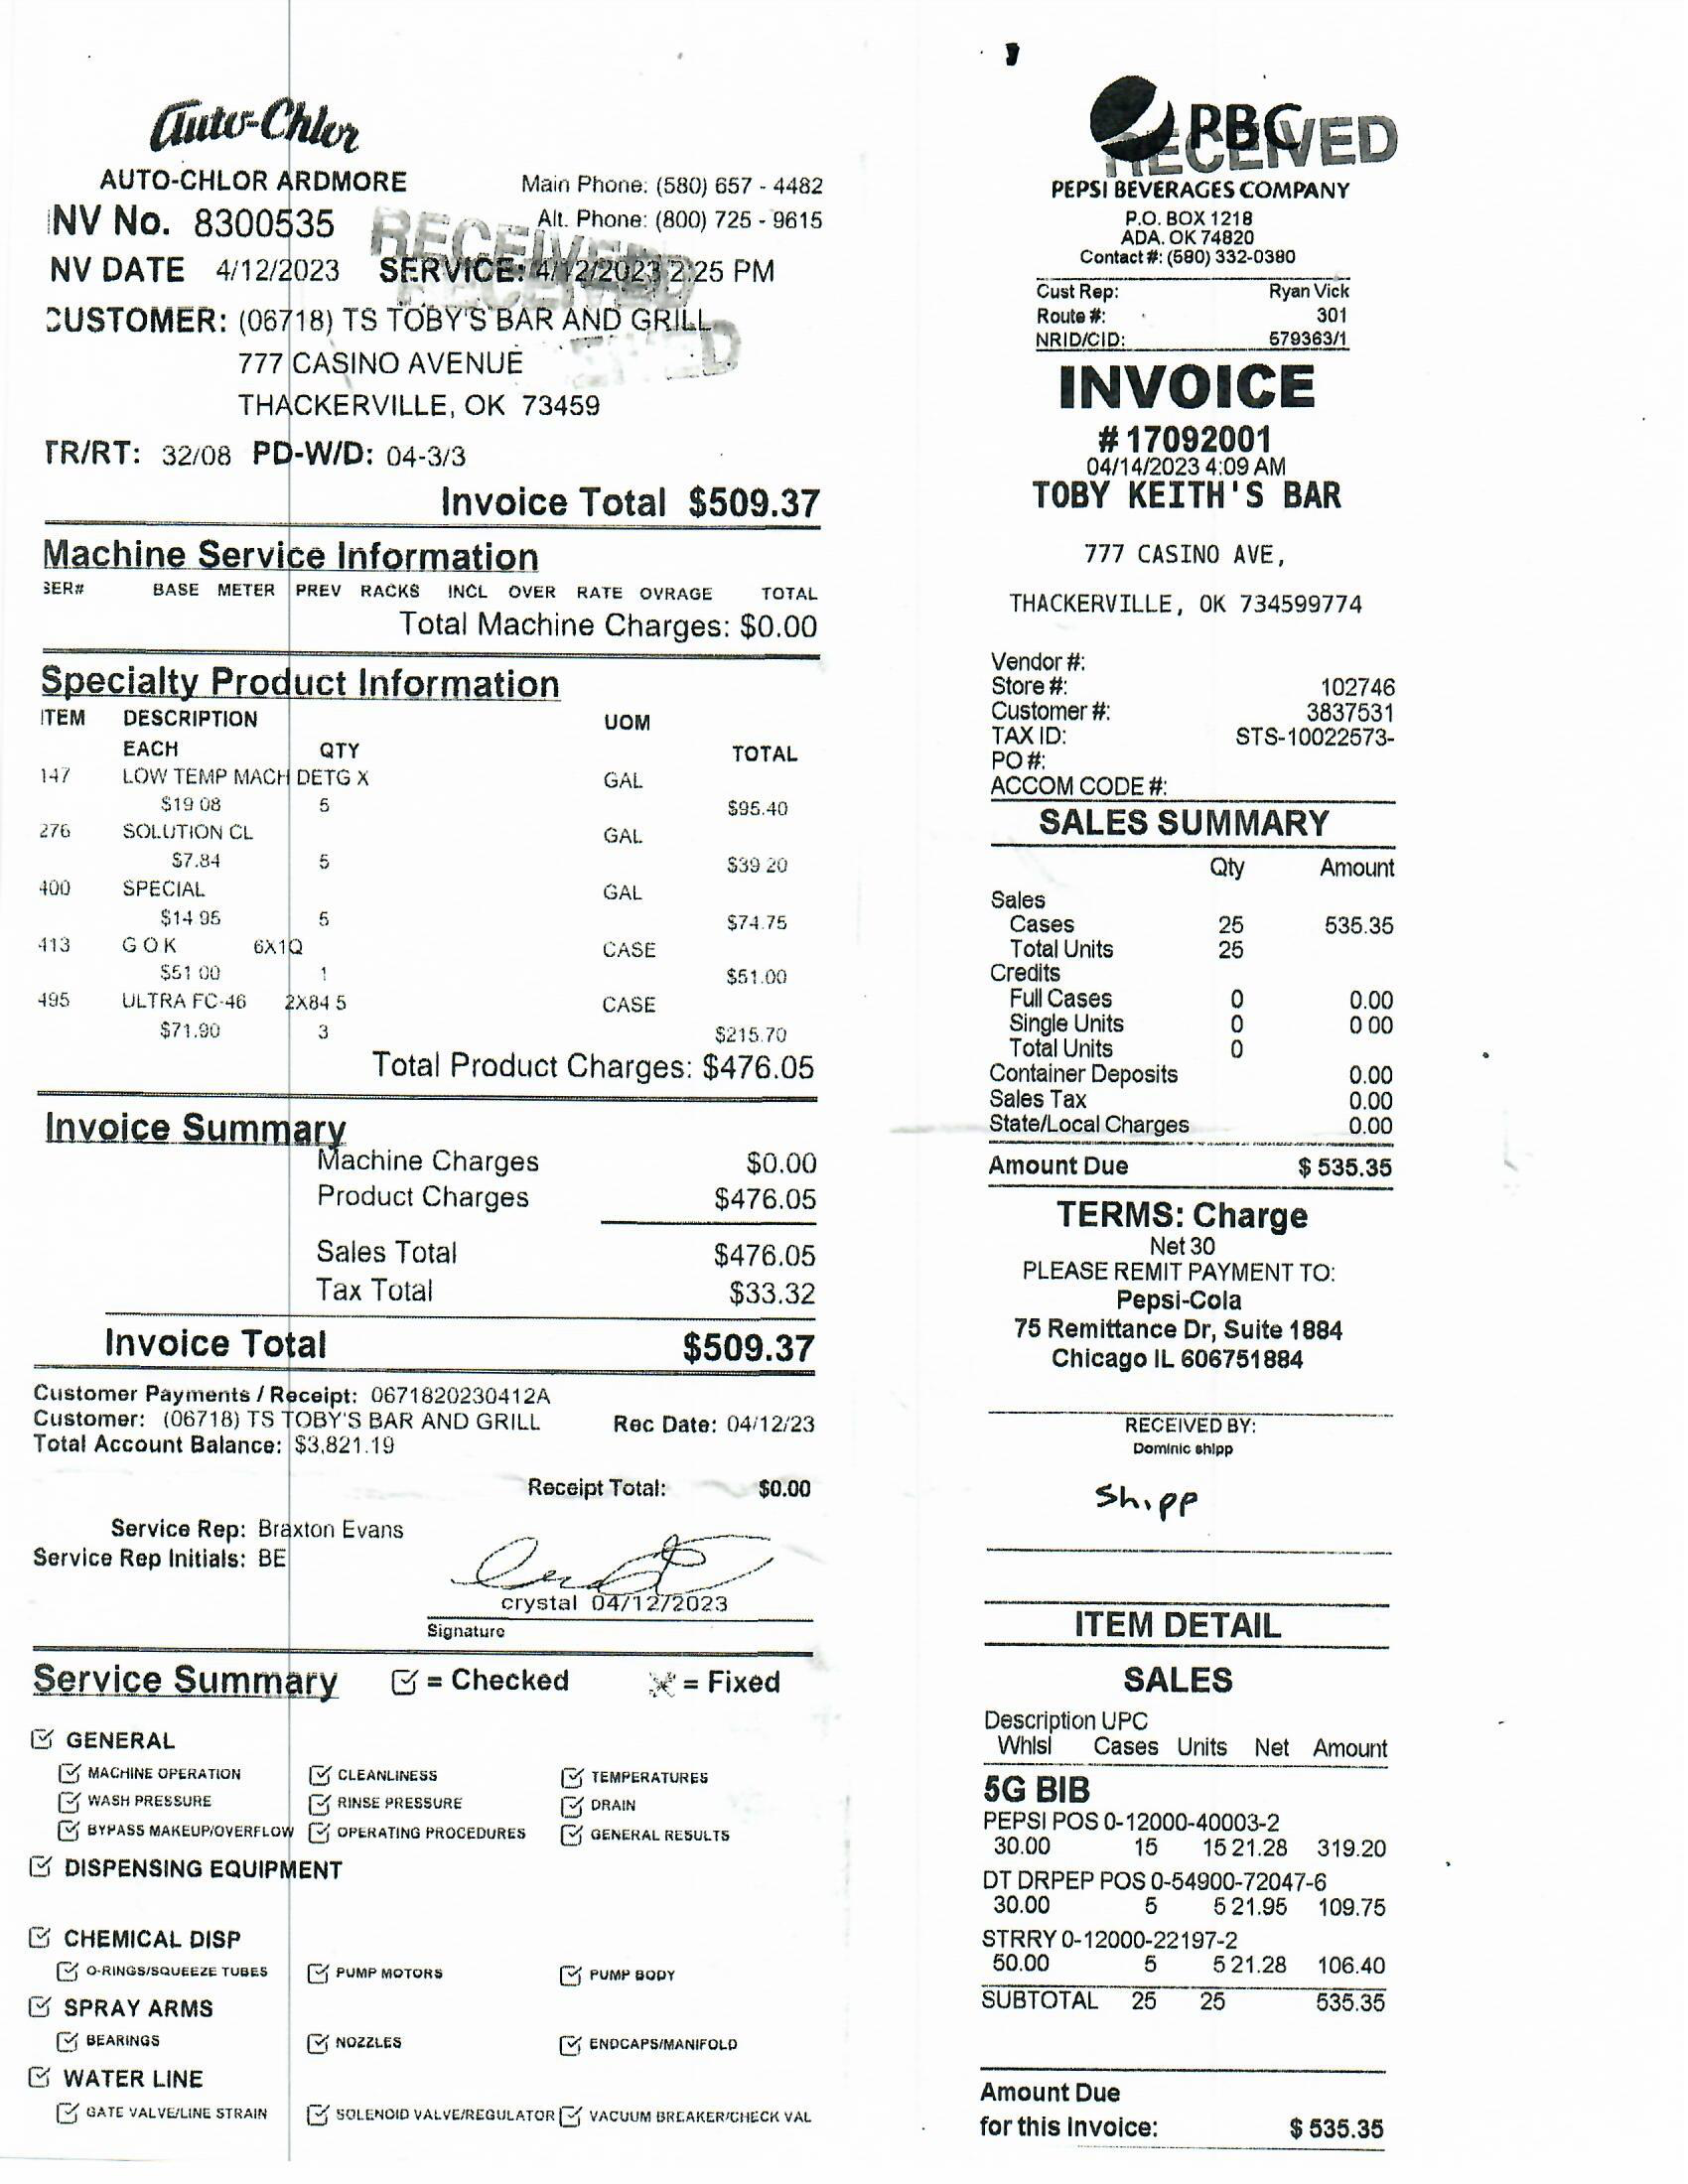 Auto-Chlor
AUTO-CHLOR ARDMORE
Main Phone: (580) 657 - 4482
Alt. Phone: (800) 725 - 9615
NV No. 8300535
RECEIVED
NV DATE 4/12/2023 SERVICE: 4/12/2023 2:25 PM
CUSTOMER: (06718) TS TOBY'S BAR AND GRILL
777 CASINO AVENUE
THACKERVILLE, OK 73459
TR/RT: 32/08 PD-W/D: 04-3/3
Invoice Total $509.37
Machine Service Information
SER# BASE METER PREV RACKS INCL OVER RATE OVRAGE TOTAL
Total Machine Charges: $0.00
Specialty Product Information
ITEM DESCRIPTION UOM
EACH QTY TOTAL
147 LOW TEMP MACH DETG X GAL
$19 08 5 $95.40
276 SOLUTION CL GAL
$7.84 5 $39 20
400 SPECIAL GAL
$14 95 5 $74.75
413 G O K 6X1Q CASE
$51 00 1 $51.00
495 ULTRA FC-46 2X84 5 CASE
$71.90 3 $215.70
Total Product Charges: $476.05
Invoice Summary
Machine Charges $0.00
Product Charges $476.05
Sales Total $476.05
Tax Total $33.32
Invoice Total $509.37
Customer Payments / Receipt: 0671820230412A
Customer: (06718) TS TOBY'S BAR AND GRILL Rec Date: 04/12/23
Total Account Balance: $3,821.19
Receipt Total: $0.00
Service Rep: Braxton Evans
Service Rep Initials: BE
crystal 04/12/2023
Signature
Service Summary = Checked = Fixed
GENERAL
MACHINE OPERATION CLEANLINESS TEMPERATURES
WASH PRESSURE RINSE PRESSURE DRAIN
BYPASS MAKEUP/OVERFLOW OPERATING PROCEDURES GENERAL RESULTS
DISPENSING EQUIPMENT
CHEMICAL DISP
O-RINGS/SQUEEZE TUBES PUMP MOTORS PUMP BODY
SPRAY ARMS
BEARINGS NOZZLES ENDCAPS/MANIFOLD
WATER LINE
GATE VALVE/LINE STRAIN SOLENOID VALVE/REGULATOR VACUUM BREAKER/CHECK VAL
PBC
RECEIVED
PEPSI BEVERAGES COMPANY
P.O. BOX 1218
ADA. OK 74820
Contact #: (580) 332-0380
Cust Rep: Ryan Vick
Route #: 301
NRID/CID: 579363/1
INVOICE
# 17092001
04/14/2023 4:09 AM
TOBY KEITH'S BAR
777 CASINO AVE,
THACKERVILLE, OK 734599774
Vendor #:
Store #: 102746
Customer #: 3837531
TAX ID: STS-10022573-
PO #:
ACCOM CODE #:
SALES SUMMARY
Qty Amount
Sales
Cases 25 535.35
Total Units 25
Credits
Full Cases 0 0.00
Single Units 0 0 00
Total Units 0
Container Deposits 0.00
Sales Tax 0.00
State/Local Charges 0.00
Amount Due $ 535.35
TERMS: Charge
Net 30
PLEASE REMIT PAYMENT TO:
Pepsi-Cola
75 Remittance Dr, Suite 1884
Chicago IL 606751884
RECEIVED BY:
Dominic shipp
Shipp
ITEM DETAIL
SALES
Description UPC
Whlsl Cases Units Net Amount
5G BIB
PEPSI POS 0-12000-40003-2
30.00 15 15 21.28 319.20
DT DRPEP POS 0-54900-72047-6
30.00 5 5 21.95 109.75
STRRY 0-12000-22197-2
50.00 5 5 21.28 106.40
SUBTOTAL 25 25 535.35
Amount Due
for this Invoice: $ 535.35